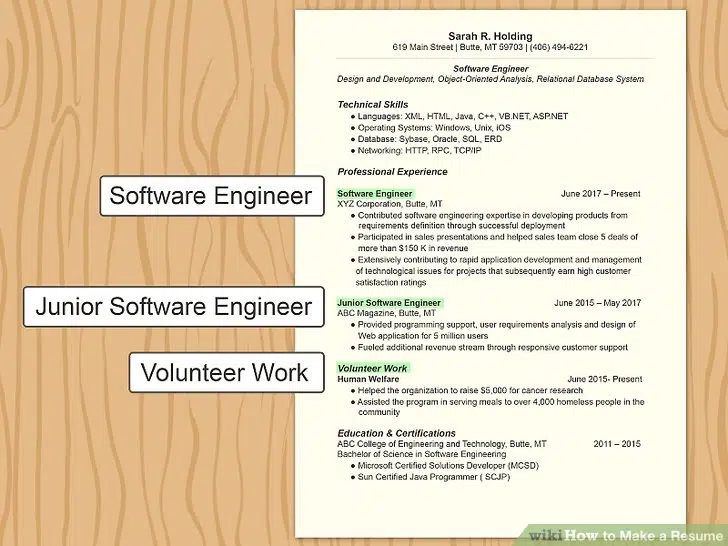 Sarah R. Holding
619 Main Street | Butte, MT 59703 | (406) 494-6221
Software Engineer
Design and Development, Object-Oriented Analysis, Relational Database System
Technical Skills
● Languages: XML, HTML, Java, C++, VB.NET, ASP.NET
● Operating Systems: Windows, Unix, iOS
● Database: Sybase, Oracle, SQL, ERD
● Networking: HTTP, RPC, TCP/IP
Professional Experience
Software Engineer
Software Engineer June 2017 – Present
XYZ Corporation, Butte, MT
● Contributed software engineering expertise in developing products from
requirements definition through successful deployment
● Participated in sales presentations and helped sales team close 5 deals of
more than $150 K in revenue
● Extensively contributing to rapid application development and management
of technological issues for projects that subsequently earn high customer
satisfaction ratings
Junior Software Engineer
Junior Software Engineer June 2015 – May 2017
ABC Magazine, Butte, MT
● Provided programming support, user requirements analysis and design of
Web application for 5 million users
● Fueled additional revenue stream through responsive customer support
Volunteer Work
Volunteer Work
Human Welfare June 2015- Present
● Helped the organization to raise $5,000 for cancer research
● Assisted the program in serving meals to over 4,000 homeless people in the
community
Education & Certifications
ABC College of Engineering and Technology, Butte, MT 2011 – 2015
Bachelor of Science in Software Engineering
● Microsoft Certified Solutions Developer (MCSD)
● Sun Certified Java Programmer ( SCJP)
wikiHow to Make a Resume